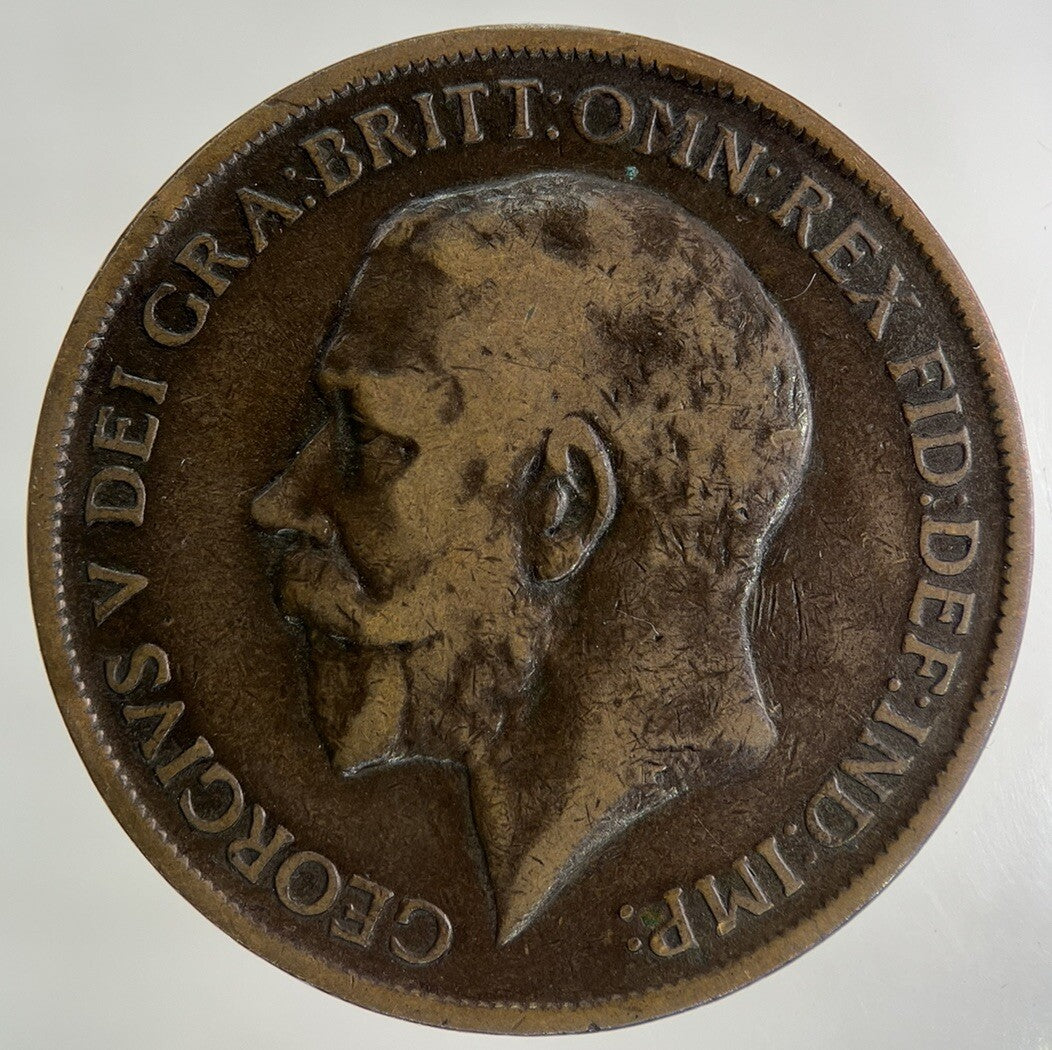 GEORGIVS V DEI GRA: BRITT: OMN: REX FID: DEF: IND: IMP: